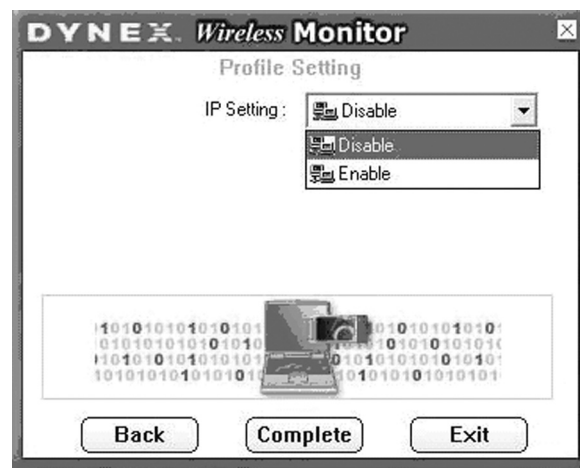 DYNEX Wireless Monitor
Profile Setting
IP Setting : Disable
Disable
Enable
Back Complete Exit